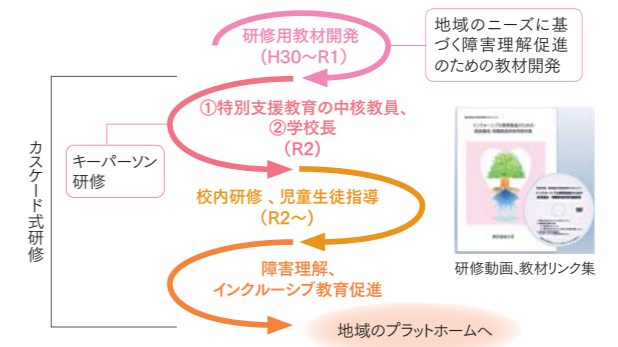 研修用教材開発
(H30〜R1)
地域のニーズに基
づく障害理解促進
のための教材開発
①特別支援教育の中核教員、
②学校長
(R2)
キーパーソン
研修
カスケード式研修
校内研修 、児童生徒指導
(R2〜)
障害理解、
インクルーシブ教育促進
地域のプラットホームへ
研修動画、教材リンク集